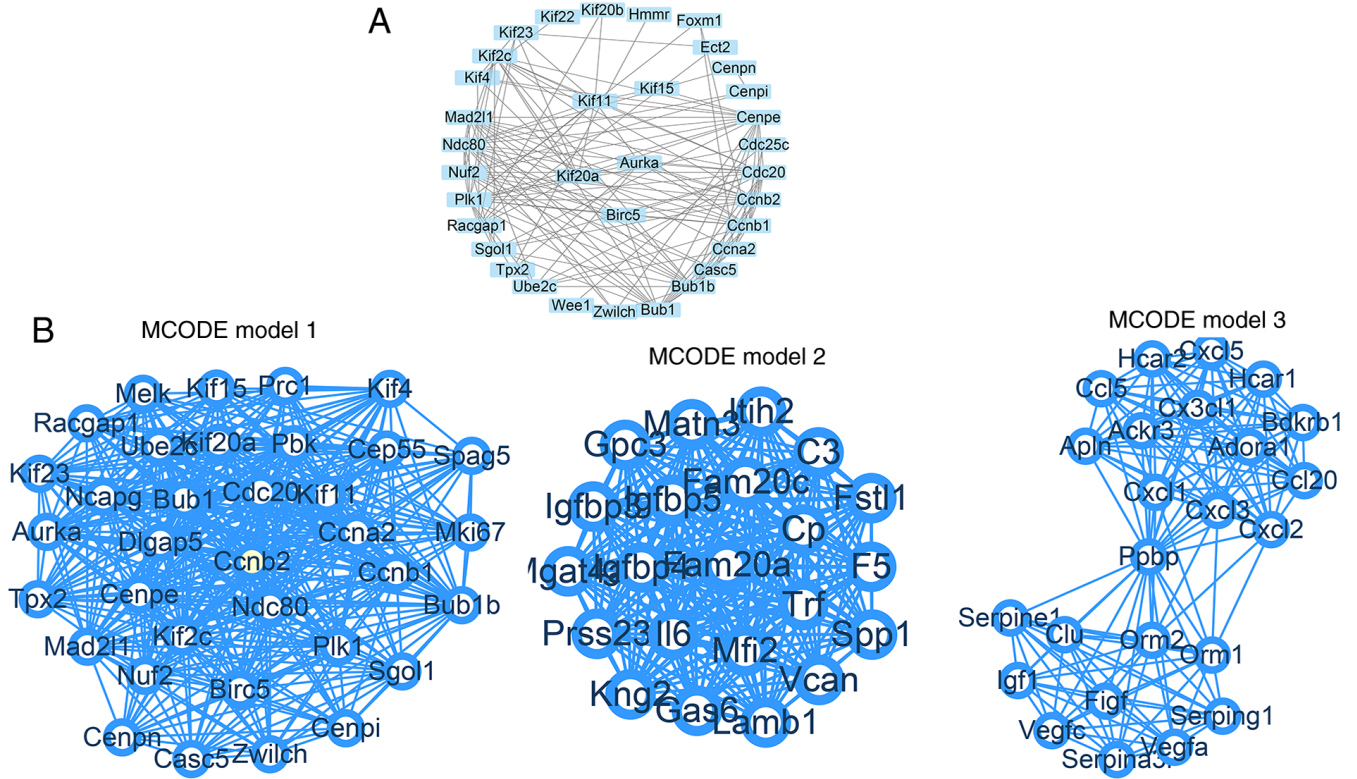 A
Kif22
Kif20b
Hmmr
Foxm1
Kif23
Ect2
Kif2c
Cenpn
Kif4
Kif15
Cenpi
Kif11
Mad2l1
Cenpe
Ndc80
Cdc25c
Aurka
Nuf2
Kif20a
Cdc20
Plk1
Ccnb2
Birc5
Racgap1
Ccnb1
Sgol1
Ccna2
Tpx2
Casc5
Ube2c
Bub1b
Wee1
Zwilch
Bub1
B
MCODE model 1
Melk
Kif15
Prc1
Kif4
Racgap1
Ube2c
Kif20a
Pbk
Cep55
Spag5
Kif23
Ncapg
Bub1
Cdc20
Kif11
Aurka
Dlgap5
Ccna2
Mki67
Ccnb2
Ccnb1
Tpx2
Cenpe
Ndc80
Bub1b
Mad2l1
Kif2c
Plk1
Nuf2
Birc5
Sgol1
Cenpn
Cenpi
Casc5
Zwilch
MCODE model 2
Itih2
Matn3
Gpc3
C3
Fam20c
Igfbp3
Igfbp5
Fstl1
Cp
Igfbp4
Fam20a
F5
Trf
Prss23
Il6
Spp1
Mfi2
Vcan
Kng2
Gas6
Lamb1
MCODE model 3
Hcar2
Cxcl5
Ccl5
Hcar1
Cx3cl1
Ackr3
Bdkrb1
Apln
Adora1
Ccl20
Cxcl1
Cxcl3
Cxcl2
Ppbp
Serpine1
Clu
Orm2
Orm1
Igf1
Figf
Serping1
Vegfc
Vegfa